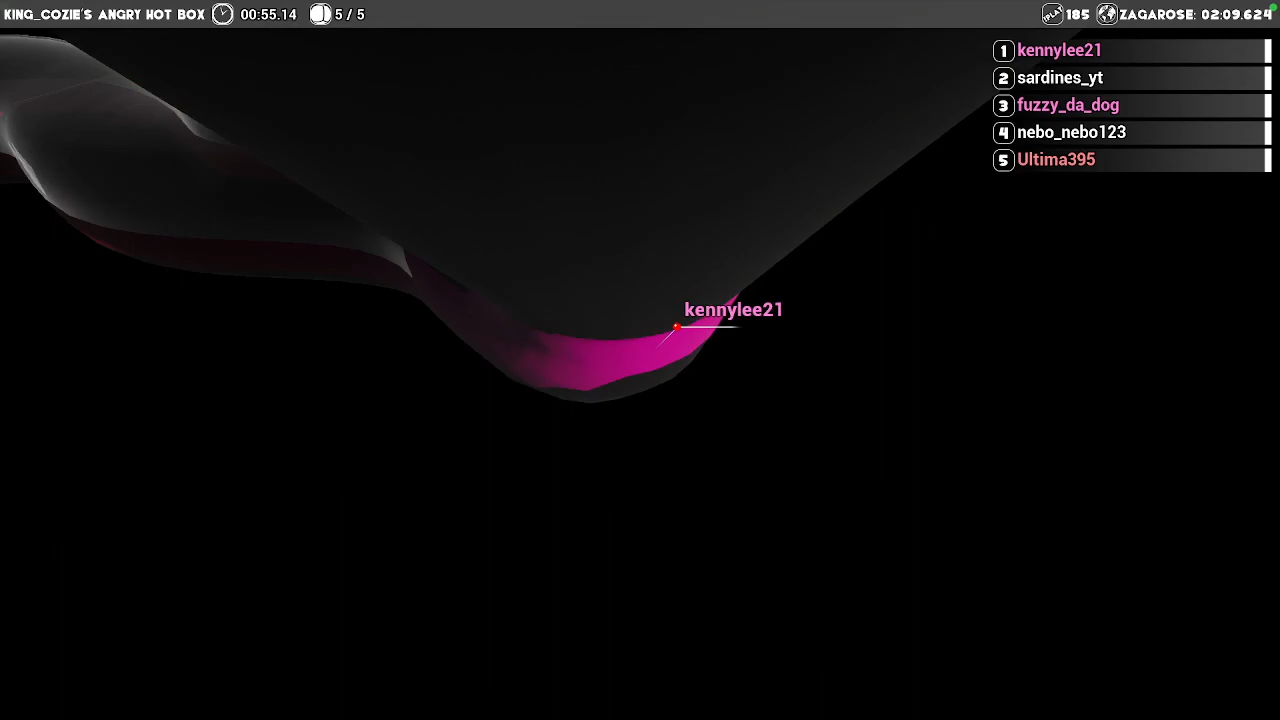 KING_COZIE'S ANGRY HOT BOX 00:55.14 5 / 5 185 ZAGAROSE: 02:09.624
1 kennylee21
2 sardines_yt
3 fuzzy_da_dog
4 nebo_nebo123
5 Ultima395
kennylee21